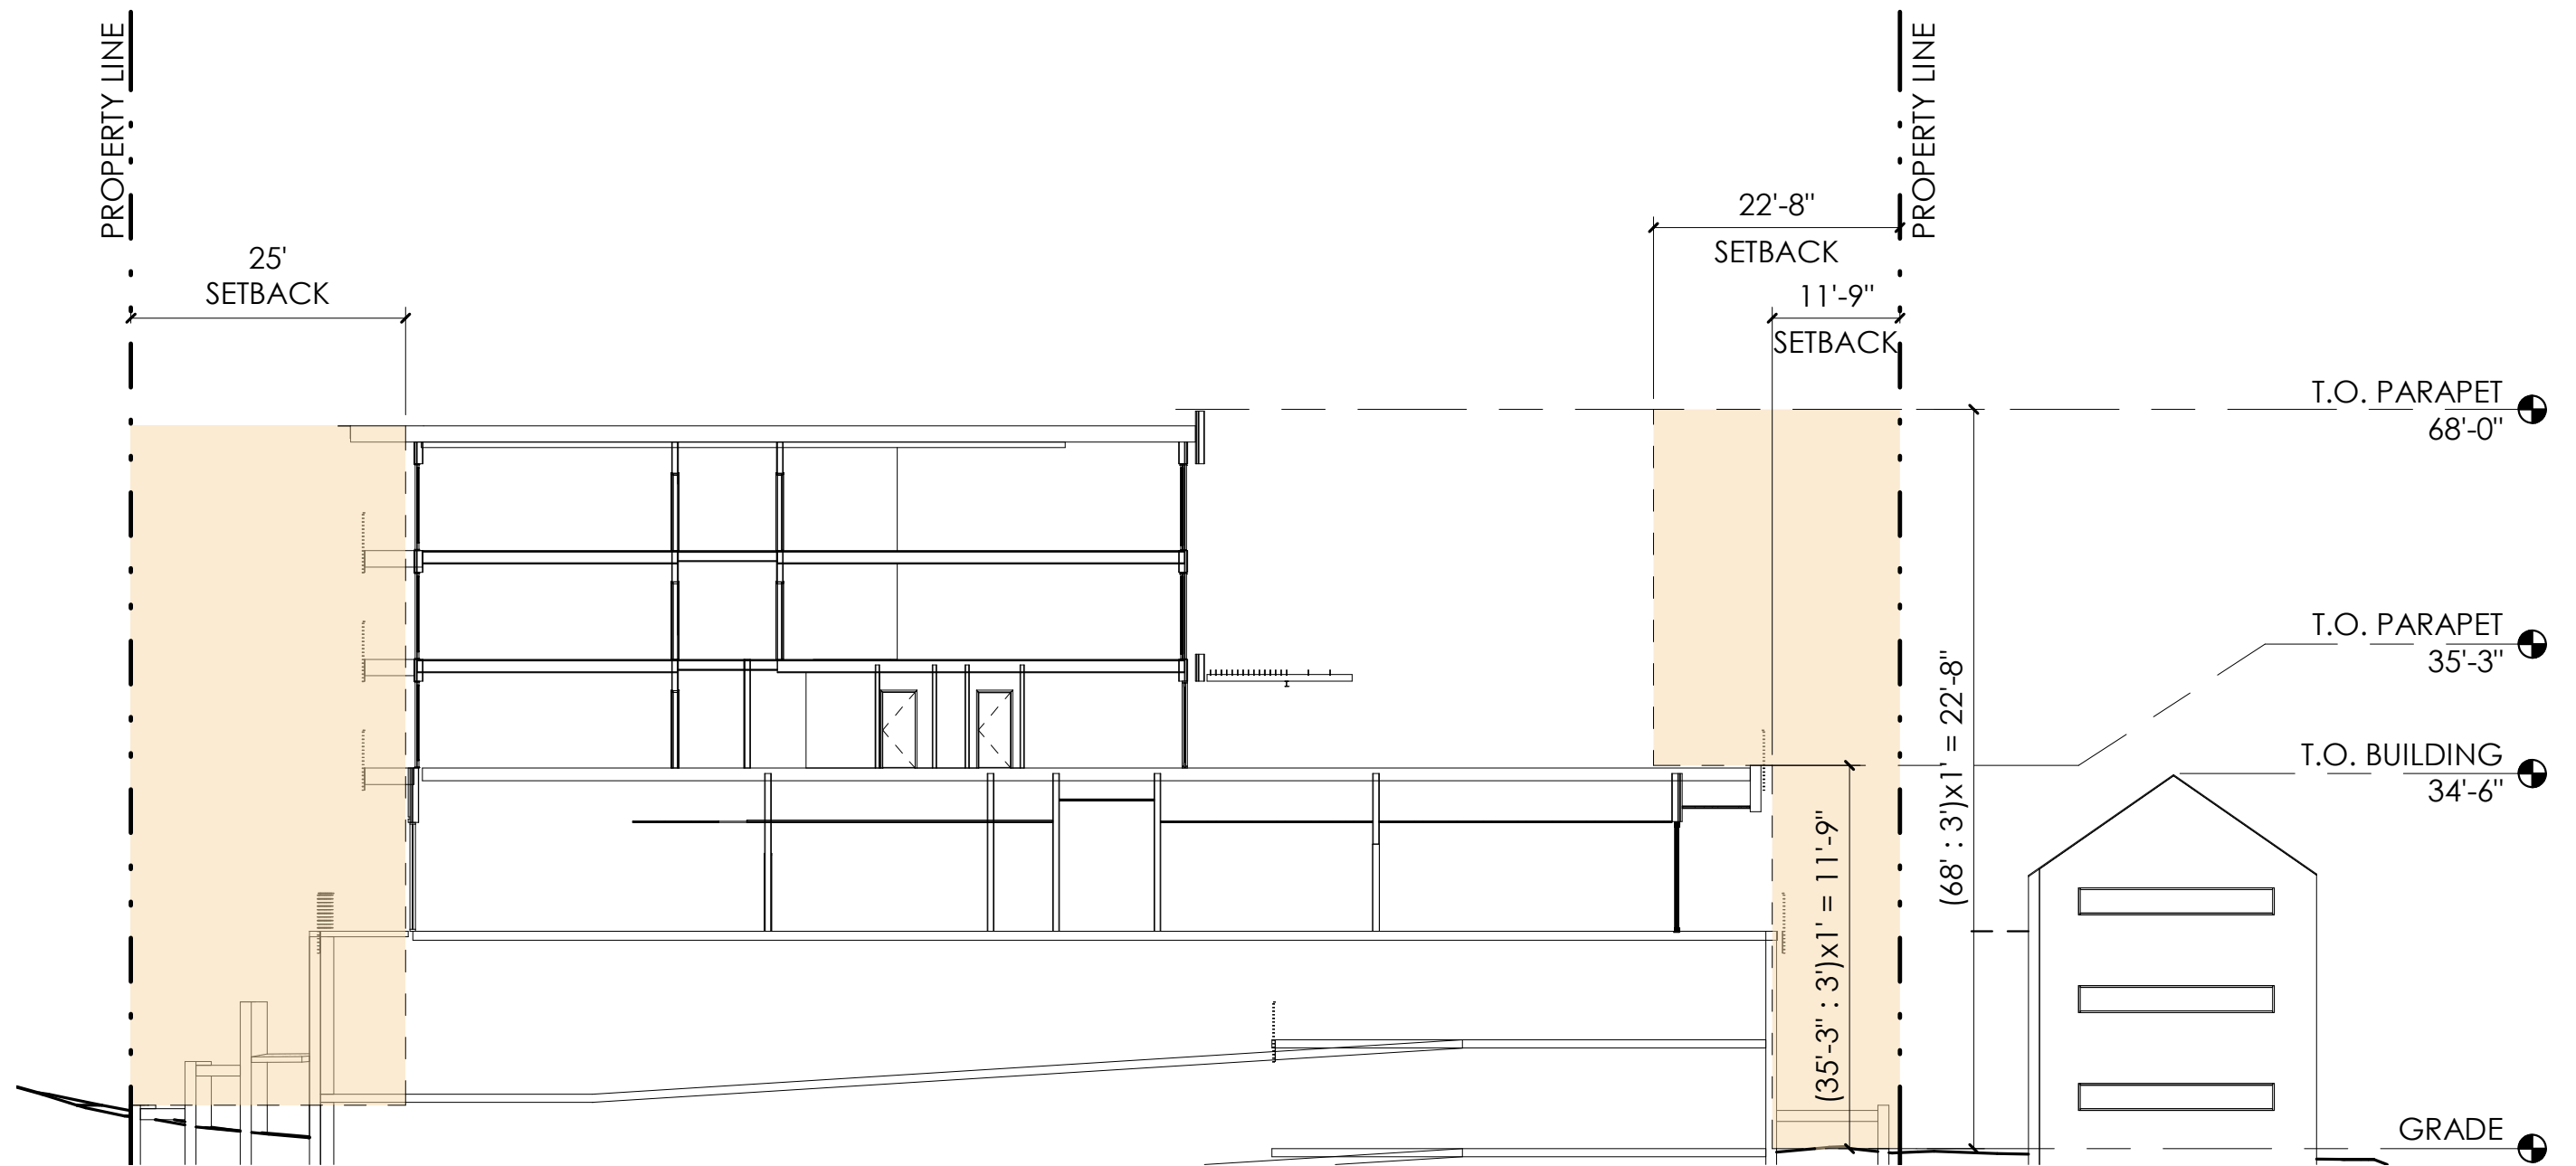 PROPERTY LINE
PROPERTY LINE
22'-8"
SETBACK
25'
SETBACK
11'-9"
SETBACK
T.O. PARAPET
68'-0"
T.O. PARAPET
35'-3"
(68' : 3')x1' = 22'-8"
T.O. BUILDING
34'-6"
(35'-3" : 3')x1' = 11'-9"
GRADE